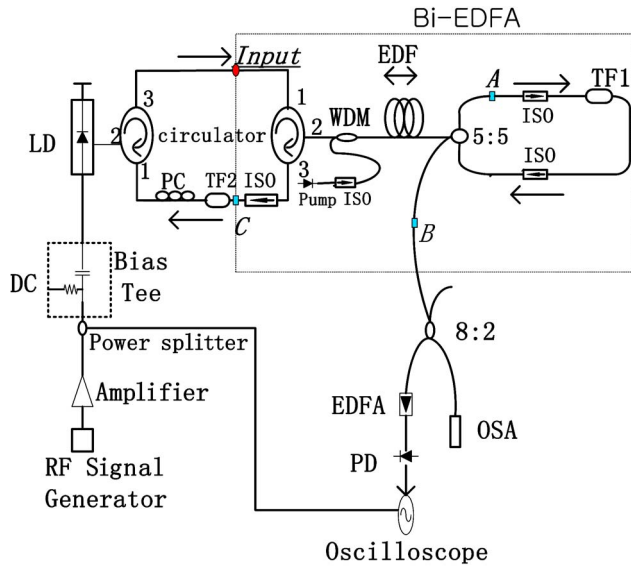 Bi-EDFA
Input
EDF
A
TF1
3
1
WDM
ISO
LD
2
circulator
2
5:5
1
3
ISO
PC
TF2
ISO
Pump
ISO
C
B
DC
Bias
Tee
Power splitter
8:2
Amplifier
EDFA
OSA
RF Signal
Generator
PD
Oscilloscope